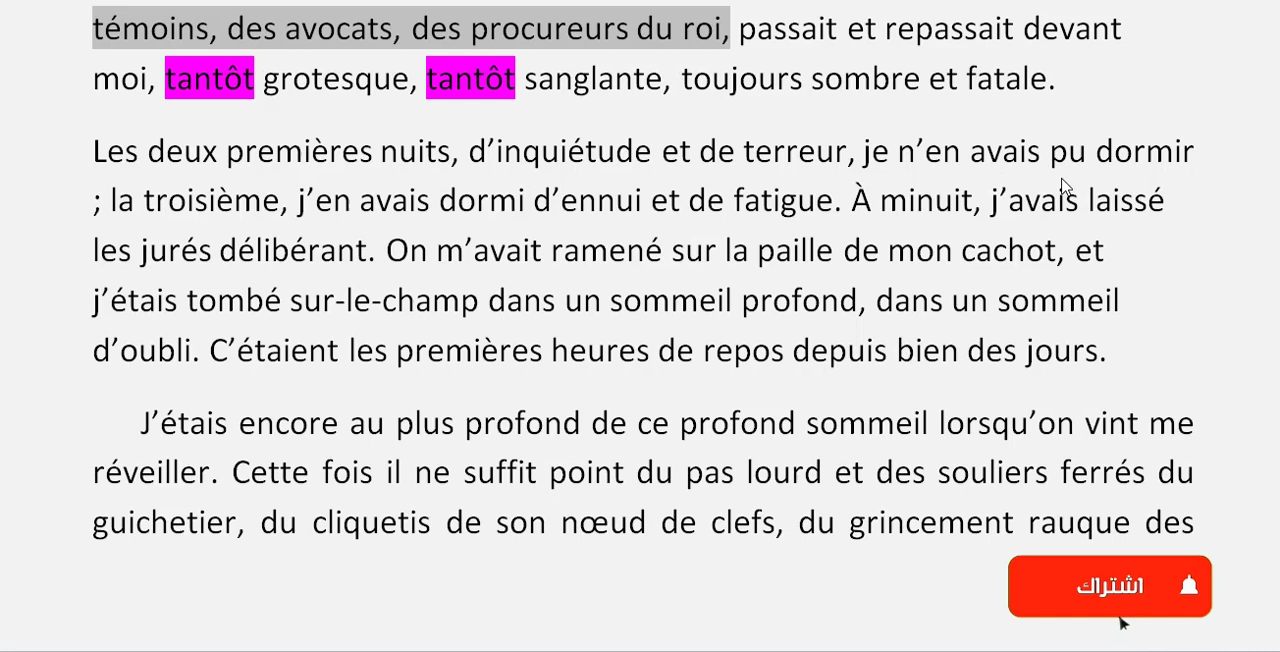 témoins, des avocats, des procureurs du roi, passait et repassait devant
moi, tantôt grotesque, tantôt sanglante, toujours sombre et fatale.
Les deux premières nuits, d’inquiétude et de terreur, je n’en avais pu dormir
; la troisième, j’en avais dormi d’ennui et de fatigue. À minuit, j’avais laissé
les jurés délibérant. On m’avait ramené sur la paille de mon cachot, et
j’étais tombé sur-le-champ dans un sommeil profond, dans un sommeil
d’oubli. C’étaient les premières heures de repos depuis bien des jours.
J’étais encore au plus profond de ce profond sommeil lorsqu’on vint me
réveiller. Cette fois il ne suffit point du pas lourd et des souliers ferrés du
guichetier, du cliquetis de son nœud de clefs, du grincement rauque des
اشتراك